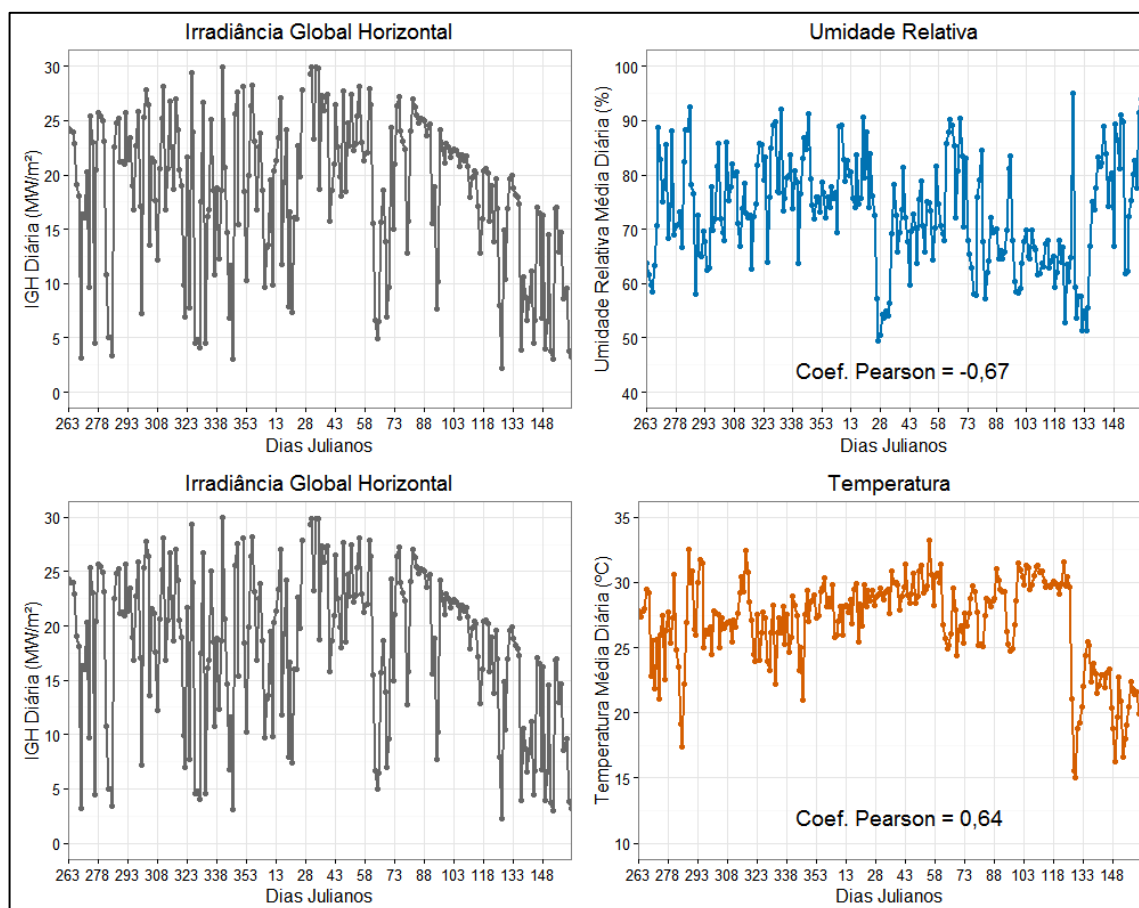 Irradiância Global Horizontal
IGH Diária (MW/m²)
30
25
20
15
10
5
0
263 278 293 308 323 338 353 13 28 43 58 73 88 103 118 133 148
Dias Julianos
Umidade Relativa
Umidade Relativa Média Diária (%)
100
90
80
70
60
50
40
Coef. Pearson = -0,67
263 278 293 308 323 338 353 13 28 43 58 73 88 103 118 133 148
Dias Julianos
Irradiância Global Horizontal
IGH Diária (MW/m²)
30
25
20
15
10
5
0
263 278 293 308 323 338 353 13 28 43 58 73 88 103 118 133 148
Dias Julianos
Temperatura
Temperatura Média Diária (ºC)
35
30
25
20
15
10
Coef. Pearson = 0,64
263 278 293 308 323 338 353 13 28 43 58 73 88 103 118 133 148
Dias Julianos